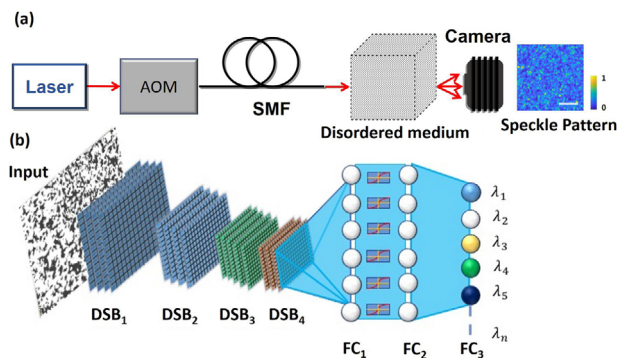 (a)
Laser
AOM
SMF
Disordered medium
Camera
1
0
Speckle Pattern
(b)
Input
DSB₁
DSB₂
DSB₃
DSB₄
FC₁
FC₂
FC₃
λ₁
λ₂
λ₃
λ₄
λ₅
λₙ